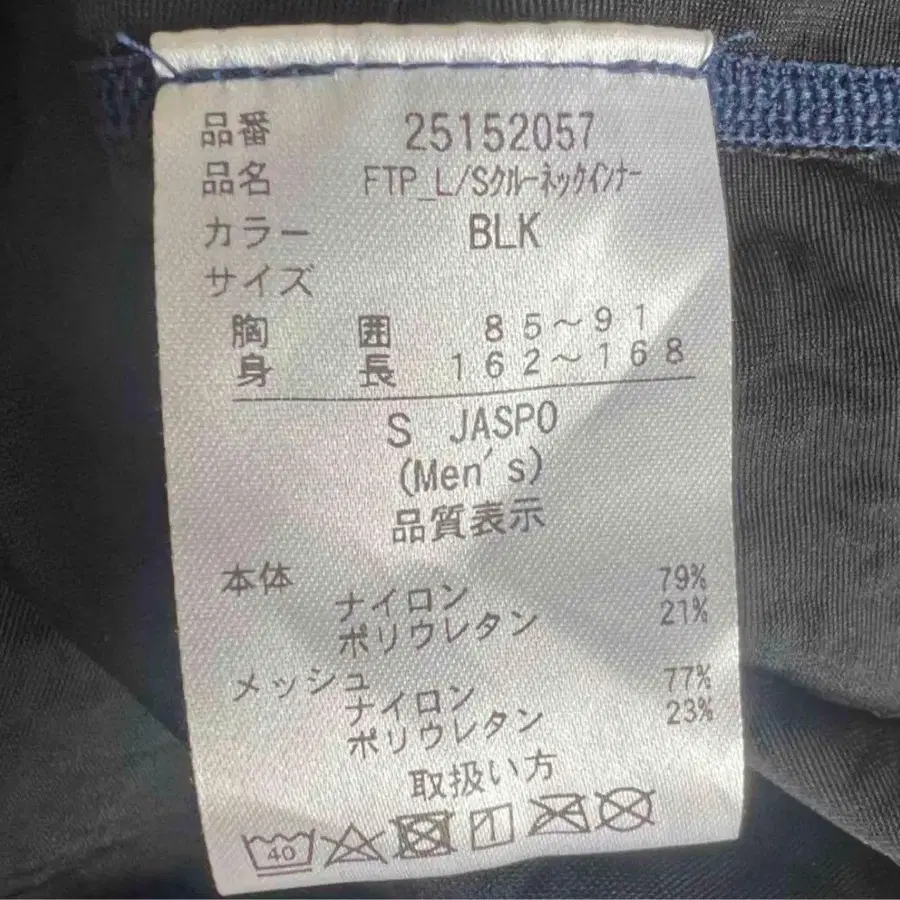 品番 25152057
品名 FTP_L/Sクルーネックインナー
カラー BLK
サイズ
胸囲 85～91
身長 162～168
S JASPO
(Men's)
品質表示
本体
ナイロン 79%
ポリウレタン 21%
メッシュ
ナイロン 77%
ポリウレタン 23%
取扱い方
40